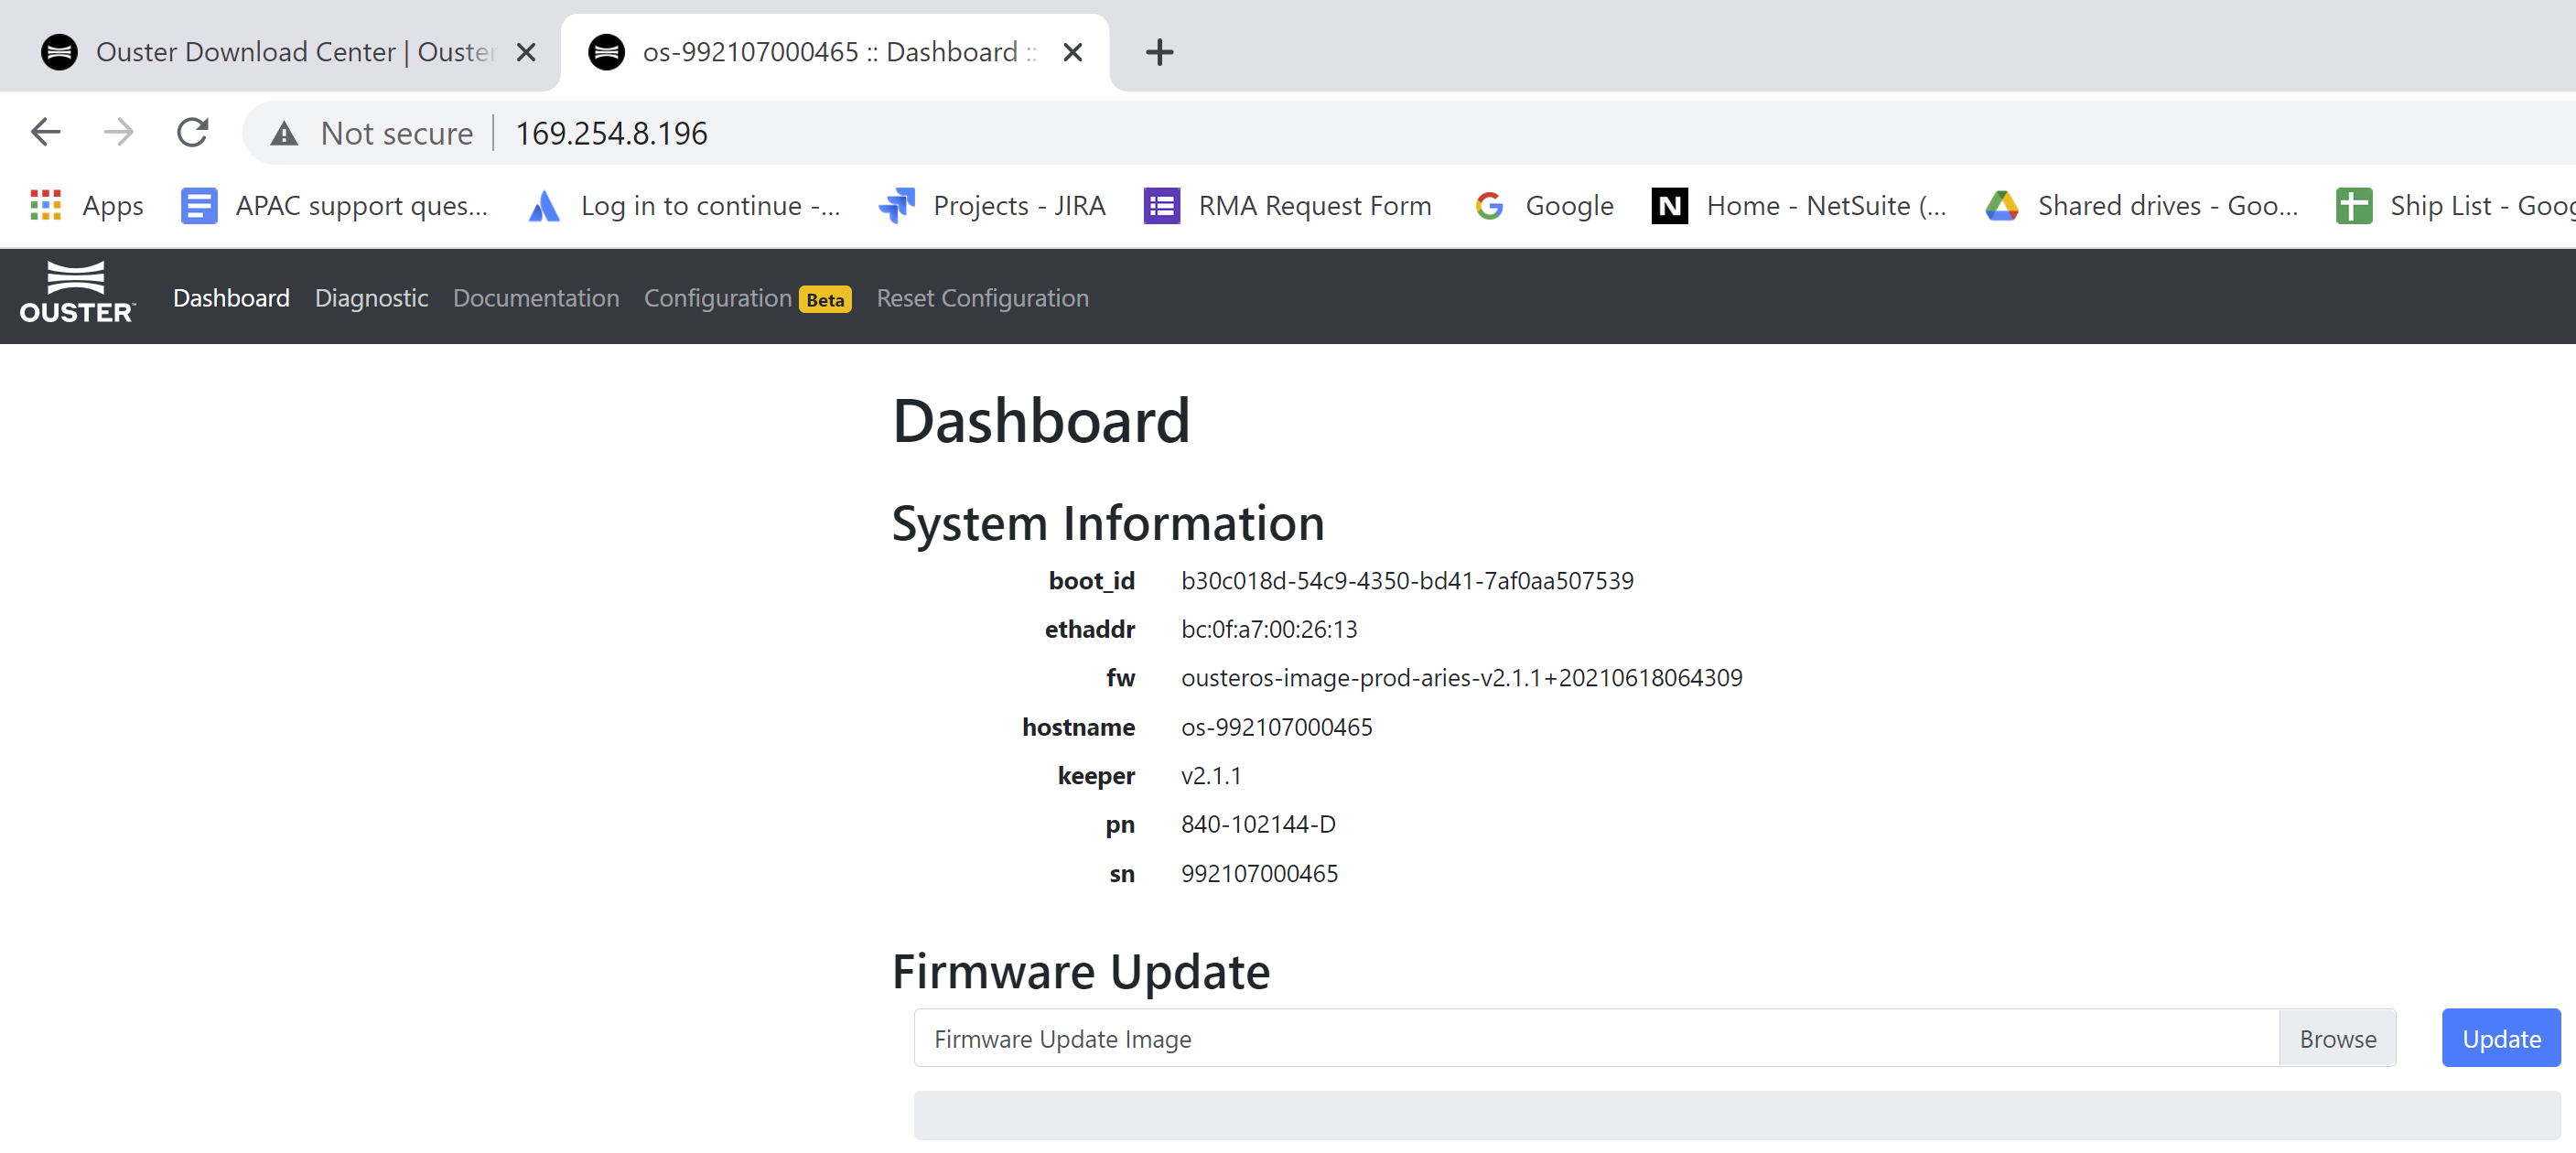 Ouster Download Center | Ouster
os-992107000465 :: Dashboard ::
Not secure 169.254.8.196
Apps APAC support ques... Log in to continue -... Projects - JIRA RMA Request Form Google Home - NetSuite (... Shared drives - Goo... Ship List - Goog
OUSTER Dashboard Diagnostic Documentation Configuration Beta Reset Configuration
Dashboard
System Information
boot_id b30c018d-54c9-4350-bd41-7af0aa507539
ethaddr bc:0f:a7:00:26:13
fw ousteros-image-prod-aries-v2.1.1+20210618064309
hostname os-992107000465
keeper v2.1.1
pn 840-102144-D
sn 992107000465
Firmware Update
Firmware Update Image Browse Update